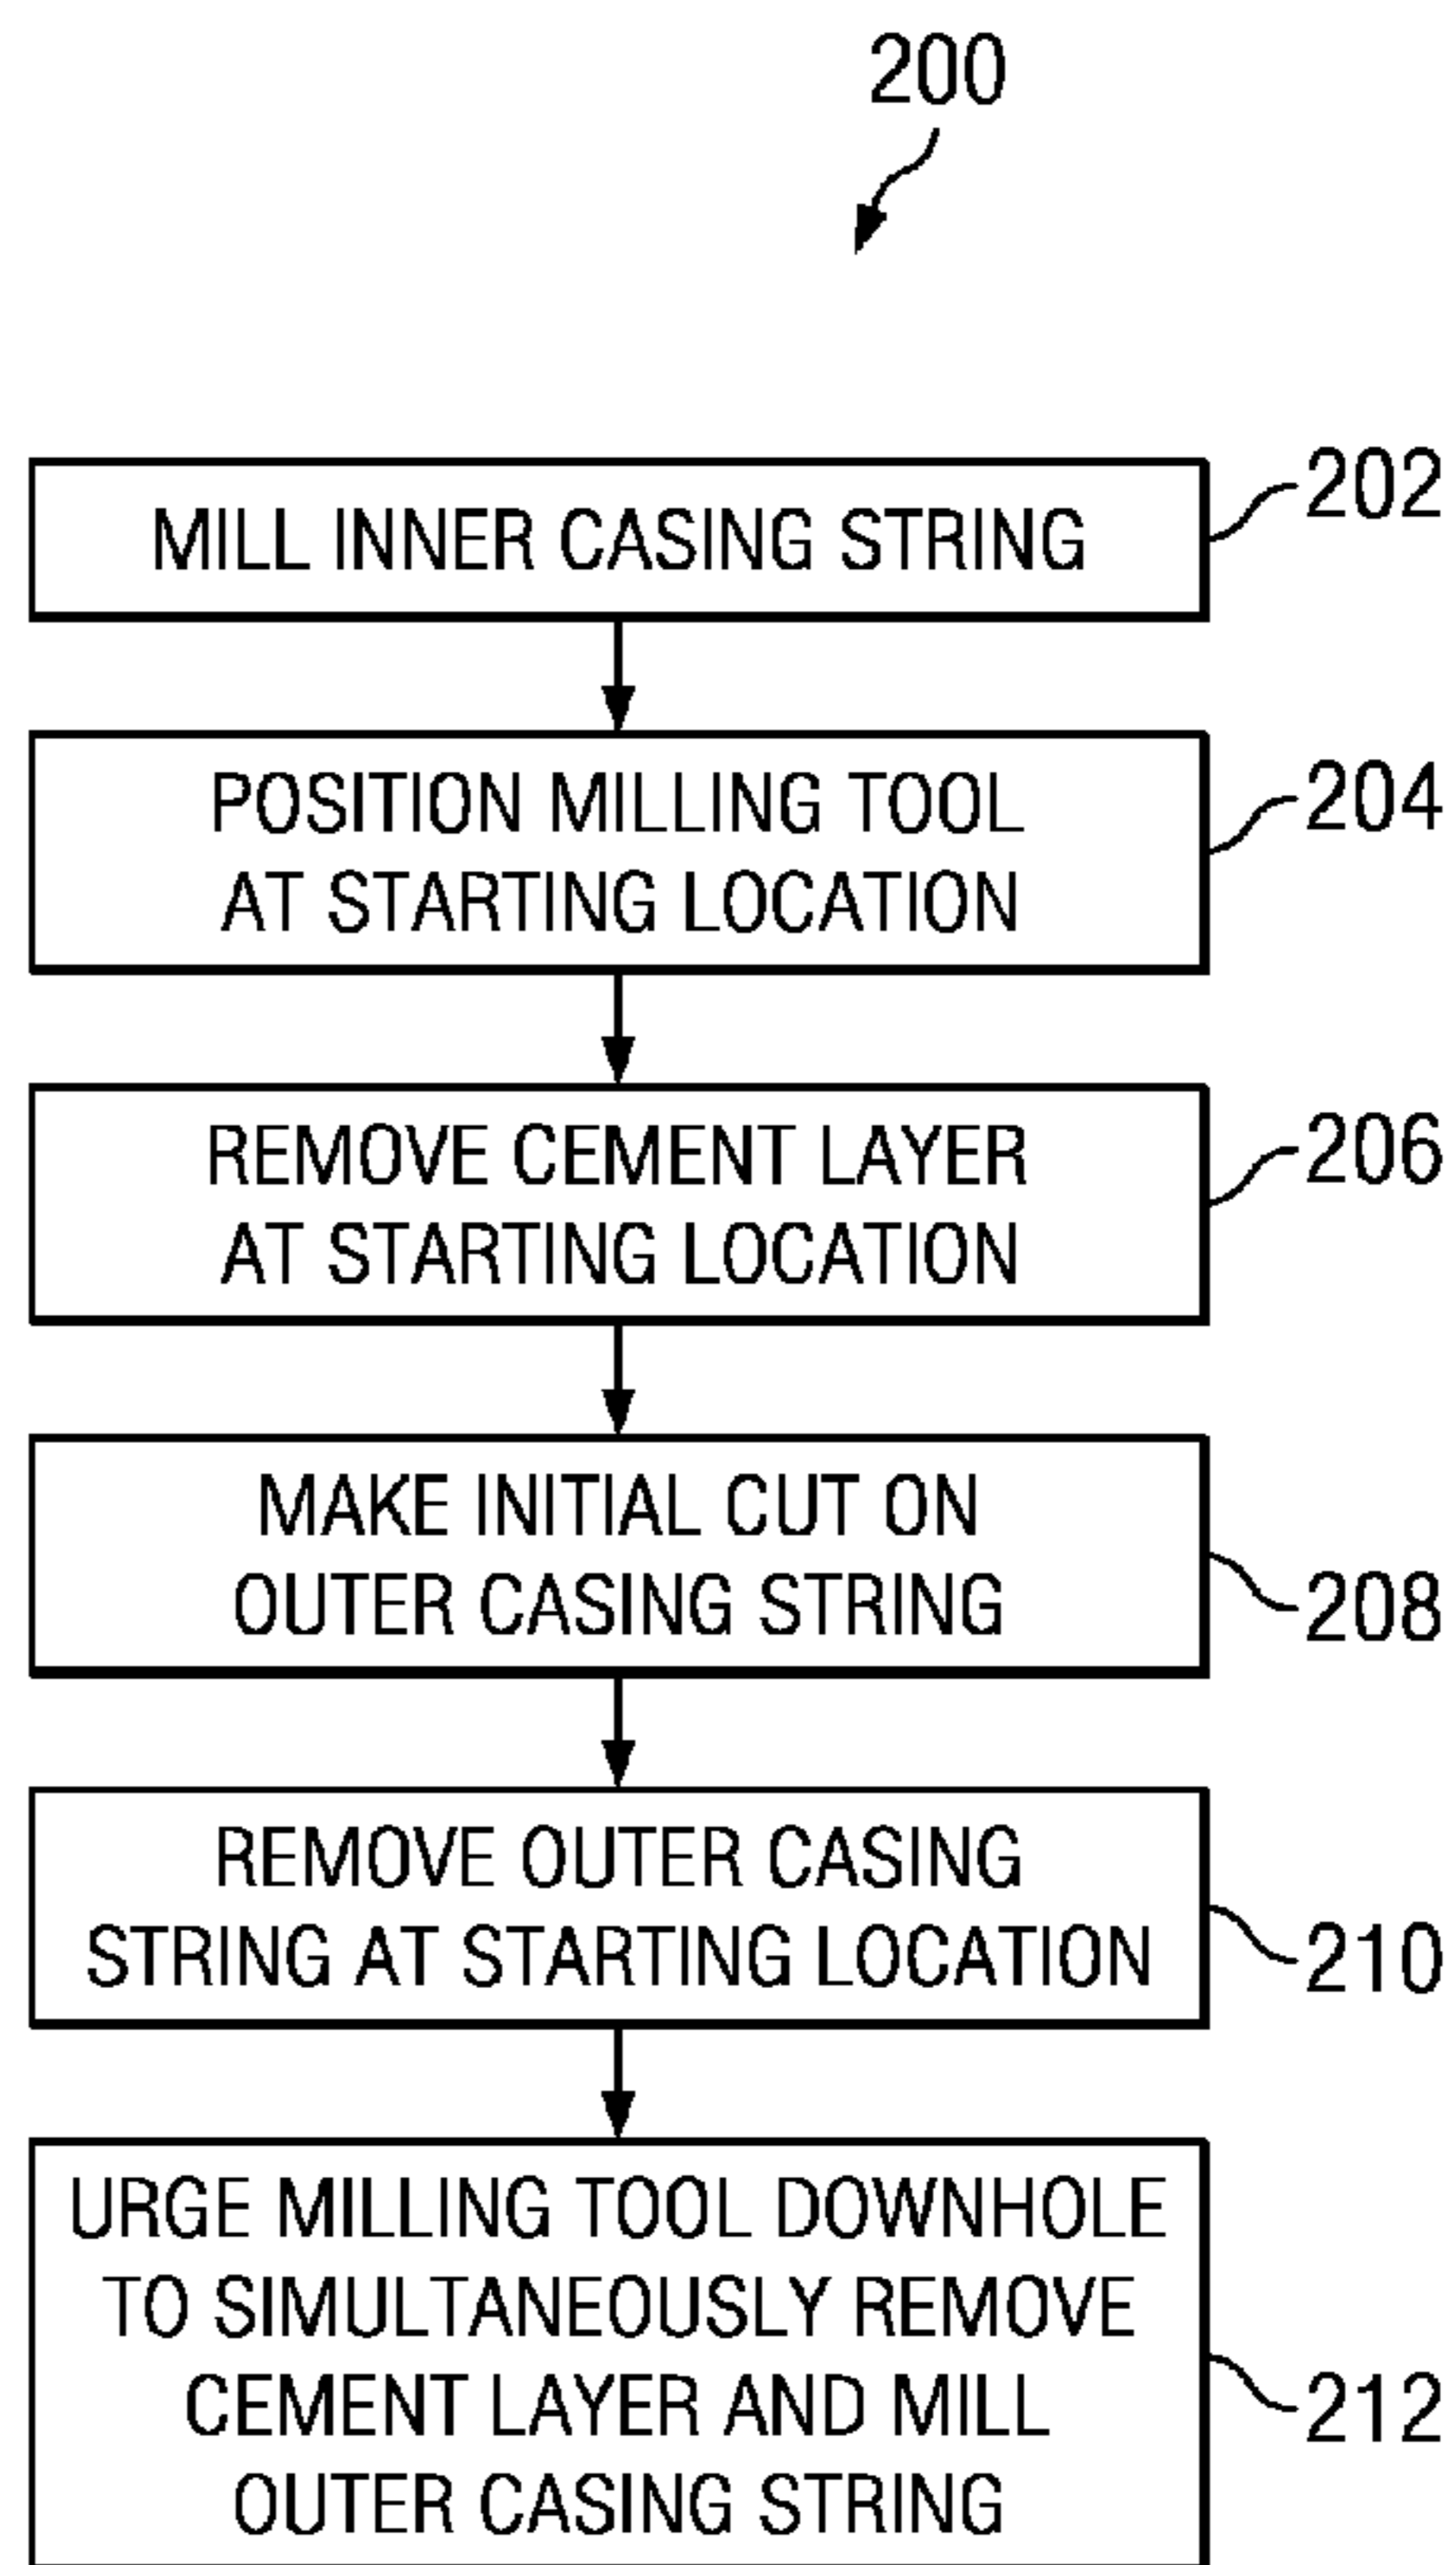 200
MILL INNER CASING STRING
202
POSITION MILLING TOOL
AT STARTING LOCATION
204
REMOVE CEMENT LAYER
AT STARTING LOCATION
206
MAKE INITIAL CUT ON
OUTER CASING STRING
208
REMOVE OUTER CASING
STRING AT STARTING LOCATION
210
URGE MILLING TOOL DOWNHOLE
TO SIMULTANEOUSLY REMOVE
CEMENT LAYER AND MILL
OUTER CASING STRING
212